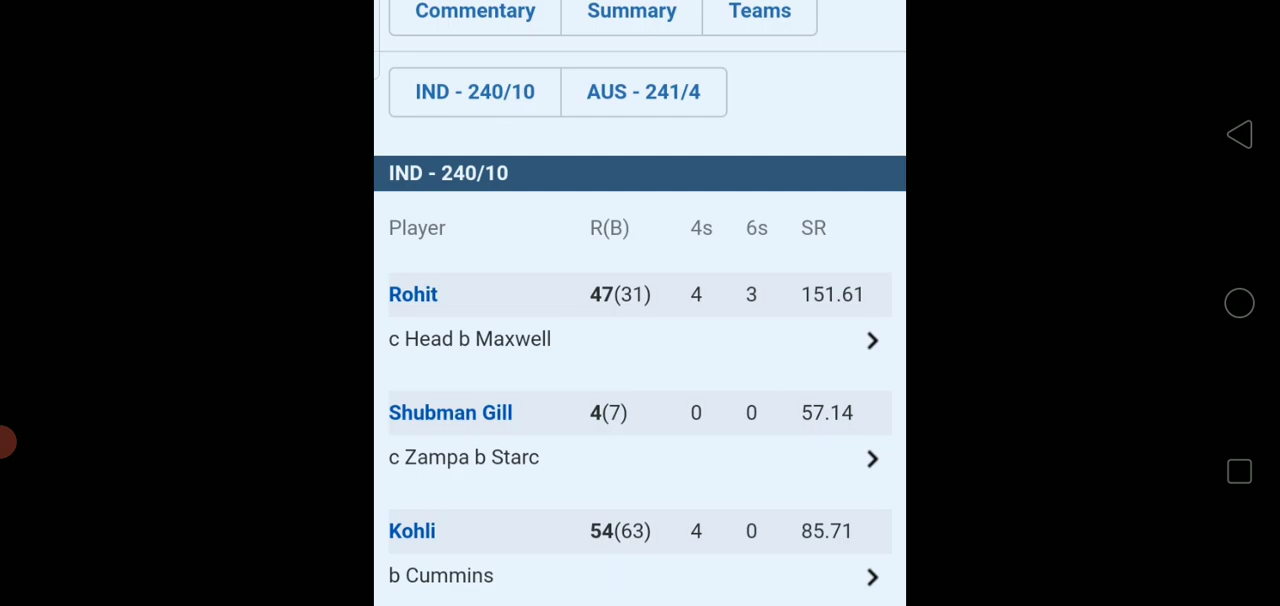 Commentary Summary Teams
IND - 240/10 AUS - 241/4
IND - 240/10
Player R(B) 4s 6s SR
Rohit 47(31) 4 3 151.61
c Head b Maxwell
Shubman Gill 4(7) 0 0 57.14
c Zampa b Starc
Kohli 54(63) 4 0 85.71
b Cummins